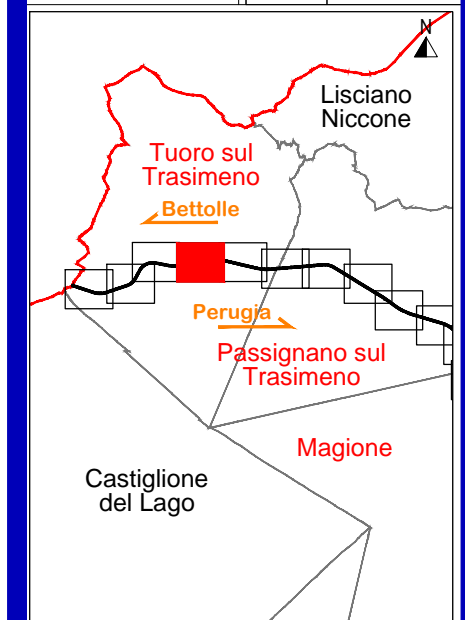 N
Lisciano
Niccone
Tuoro sul
Trasimeno
Bettolle
Perugia
Passignano sul
Trasimeno
Magione
Castiglione
del Lago